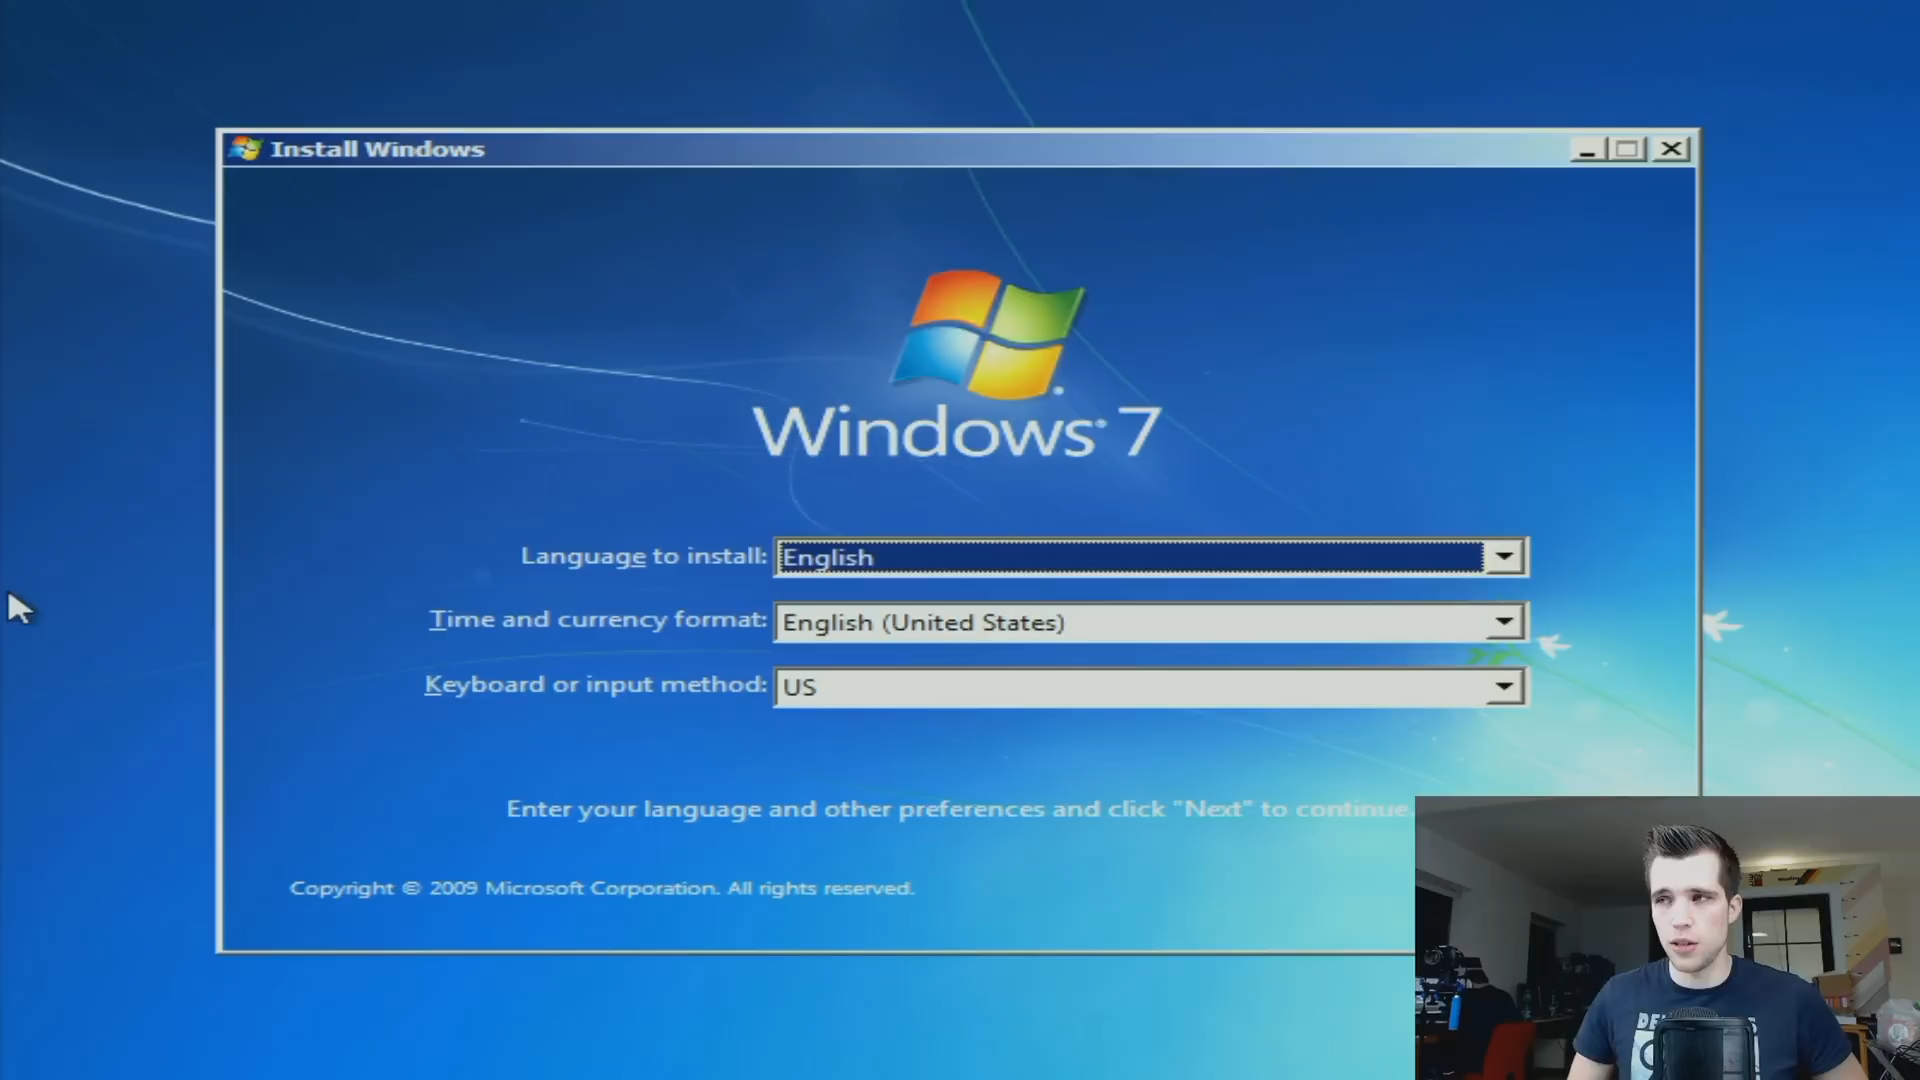 Install Windows
Windows 7
Language to install: English
Time and currency format: English (United States)
Keyboard or input method: US
Enter your language and other preferences and click "Next" to continue.
Copyright © 2009 Microsoft Corporation. All rights reserved.